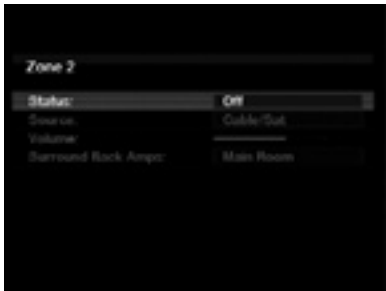 Zone 2
Status: Off
Source: Cable/Sat
Volume:
Surround Back Amps: Main Room